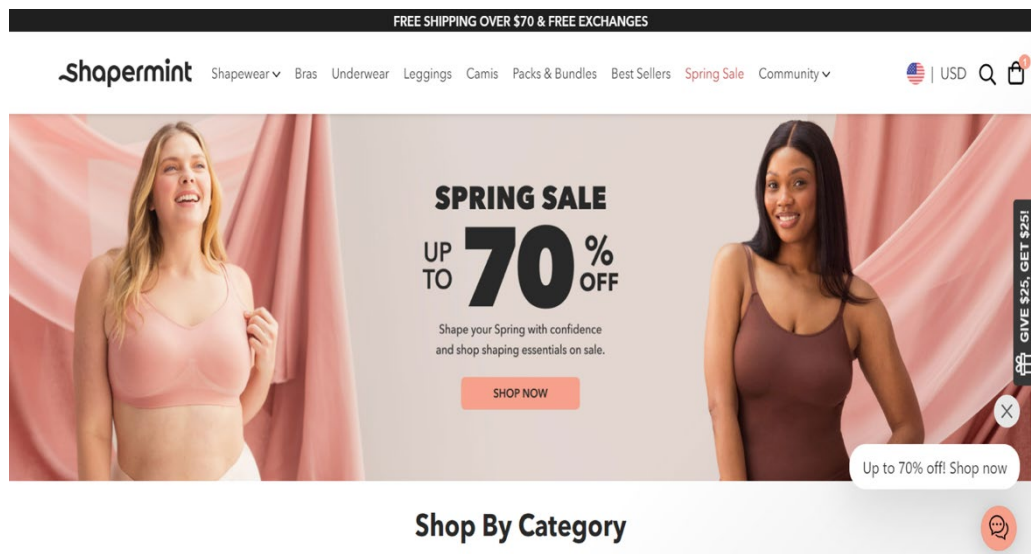 FREE SHIPPING OVER $70 & FREE EXCHANGES
shapermint Shapewear Bras Underwear Leggings Camis Packs & Bundles Best Sellers Spring Sale Community | USD 1
SPRING SALE
UP TO 70% OFF
Shape your Spring with confidence
and shop shaping essentials on sale.
SHOP NOW
GIVE $25, GET $25!
X
Up to 70% off! Shop now
Shop By Category